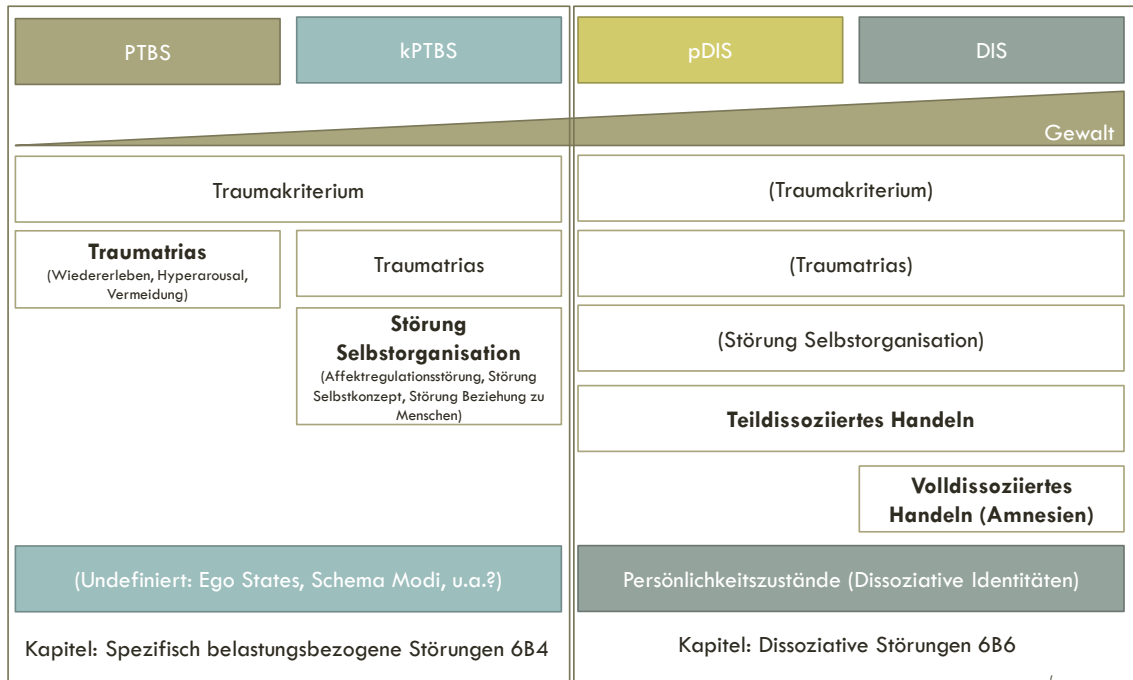 PTBS
kPTBS
pDIS
DIS
Gewalt
Traumakriterium
(Traumakriterium)
Traumatrias
(Wiedererleben, Hyperarousal,
Vermeidung)
Traumatrias
(Traumatrias)
Störung
Selbstorganisation
(Affektregulationsstörung, Störung
Selbstkonzept, Störung Beziehung zu
Menschen)
(Störung Selbstorganisation)
Teildissoziiertes Handeln
Volldissoziiertes
Handeln (Amnesien)
(Undefiniert: Ego States, Schema Modi, u.a.?)
Persönlichkeitszustände (Dissoziative Identitäten)
Kapitel: Spezifisch belastungsbezogene Störungen 6B4
Kapitel: Dissoziative Störungen 6B6